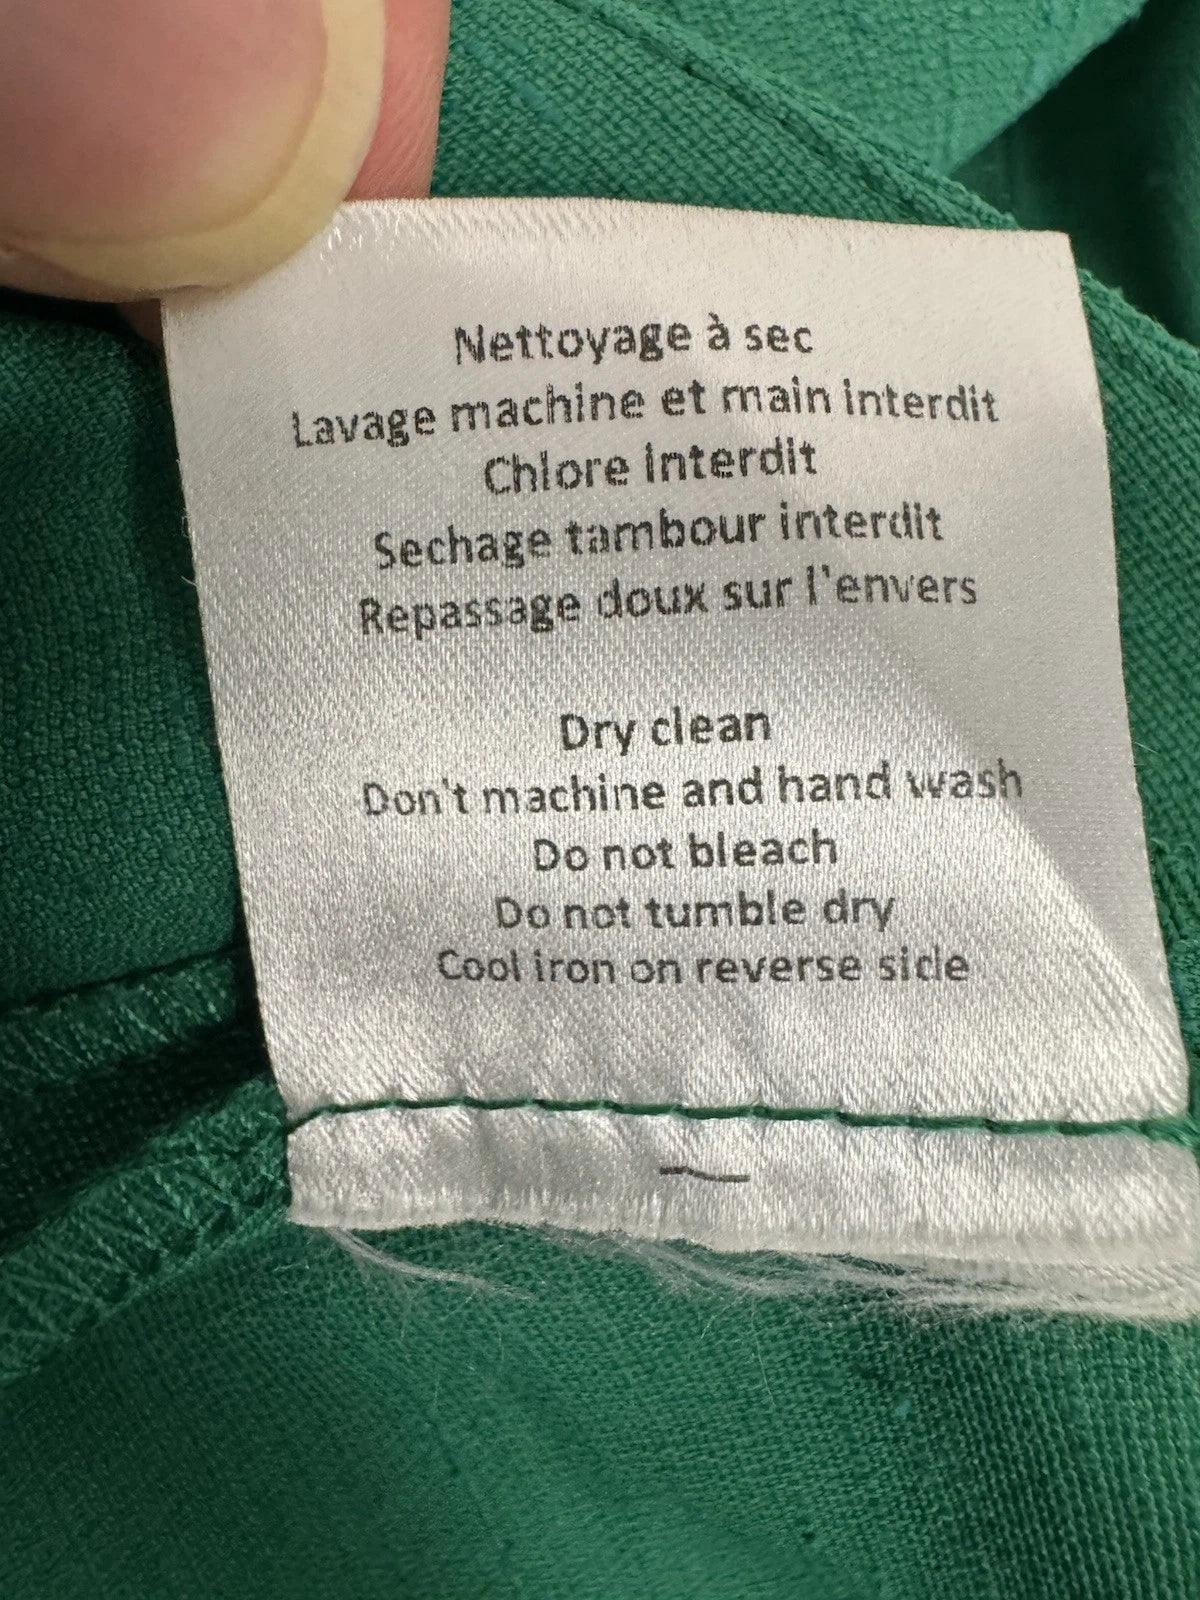 Nettoyage à sec
Lavage machine et main interdit
Chlore interdit
Sechage tambour interdit
Repassage doux sur l'envers
Dry clean
Don't machine and hand wash
Do not bleach
Do not tumble dry
Cool iron on reverse side